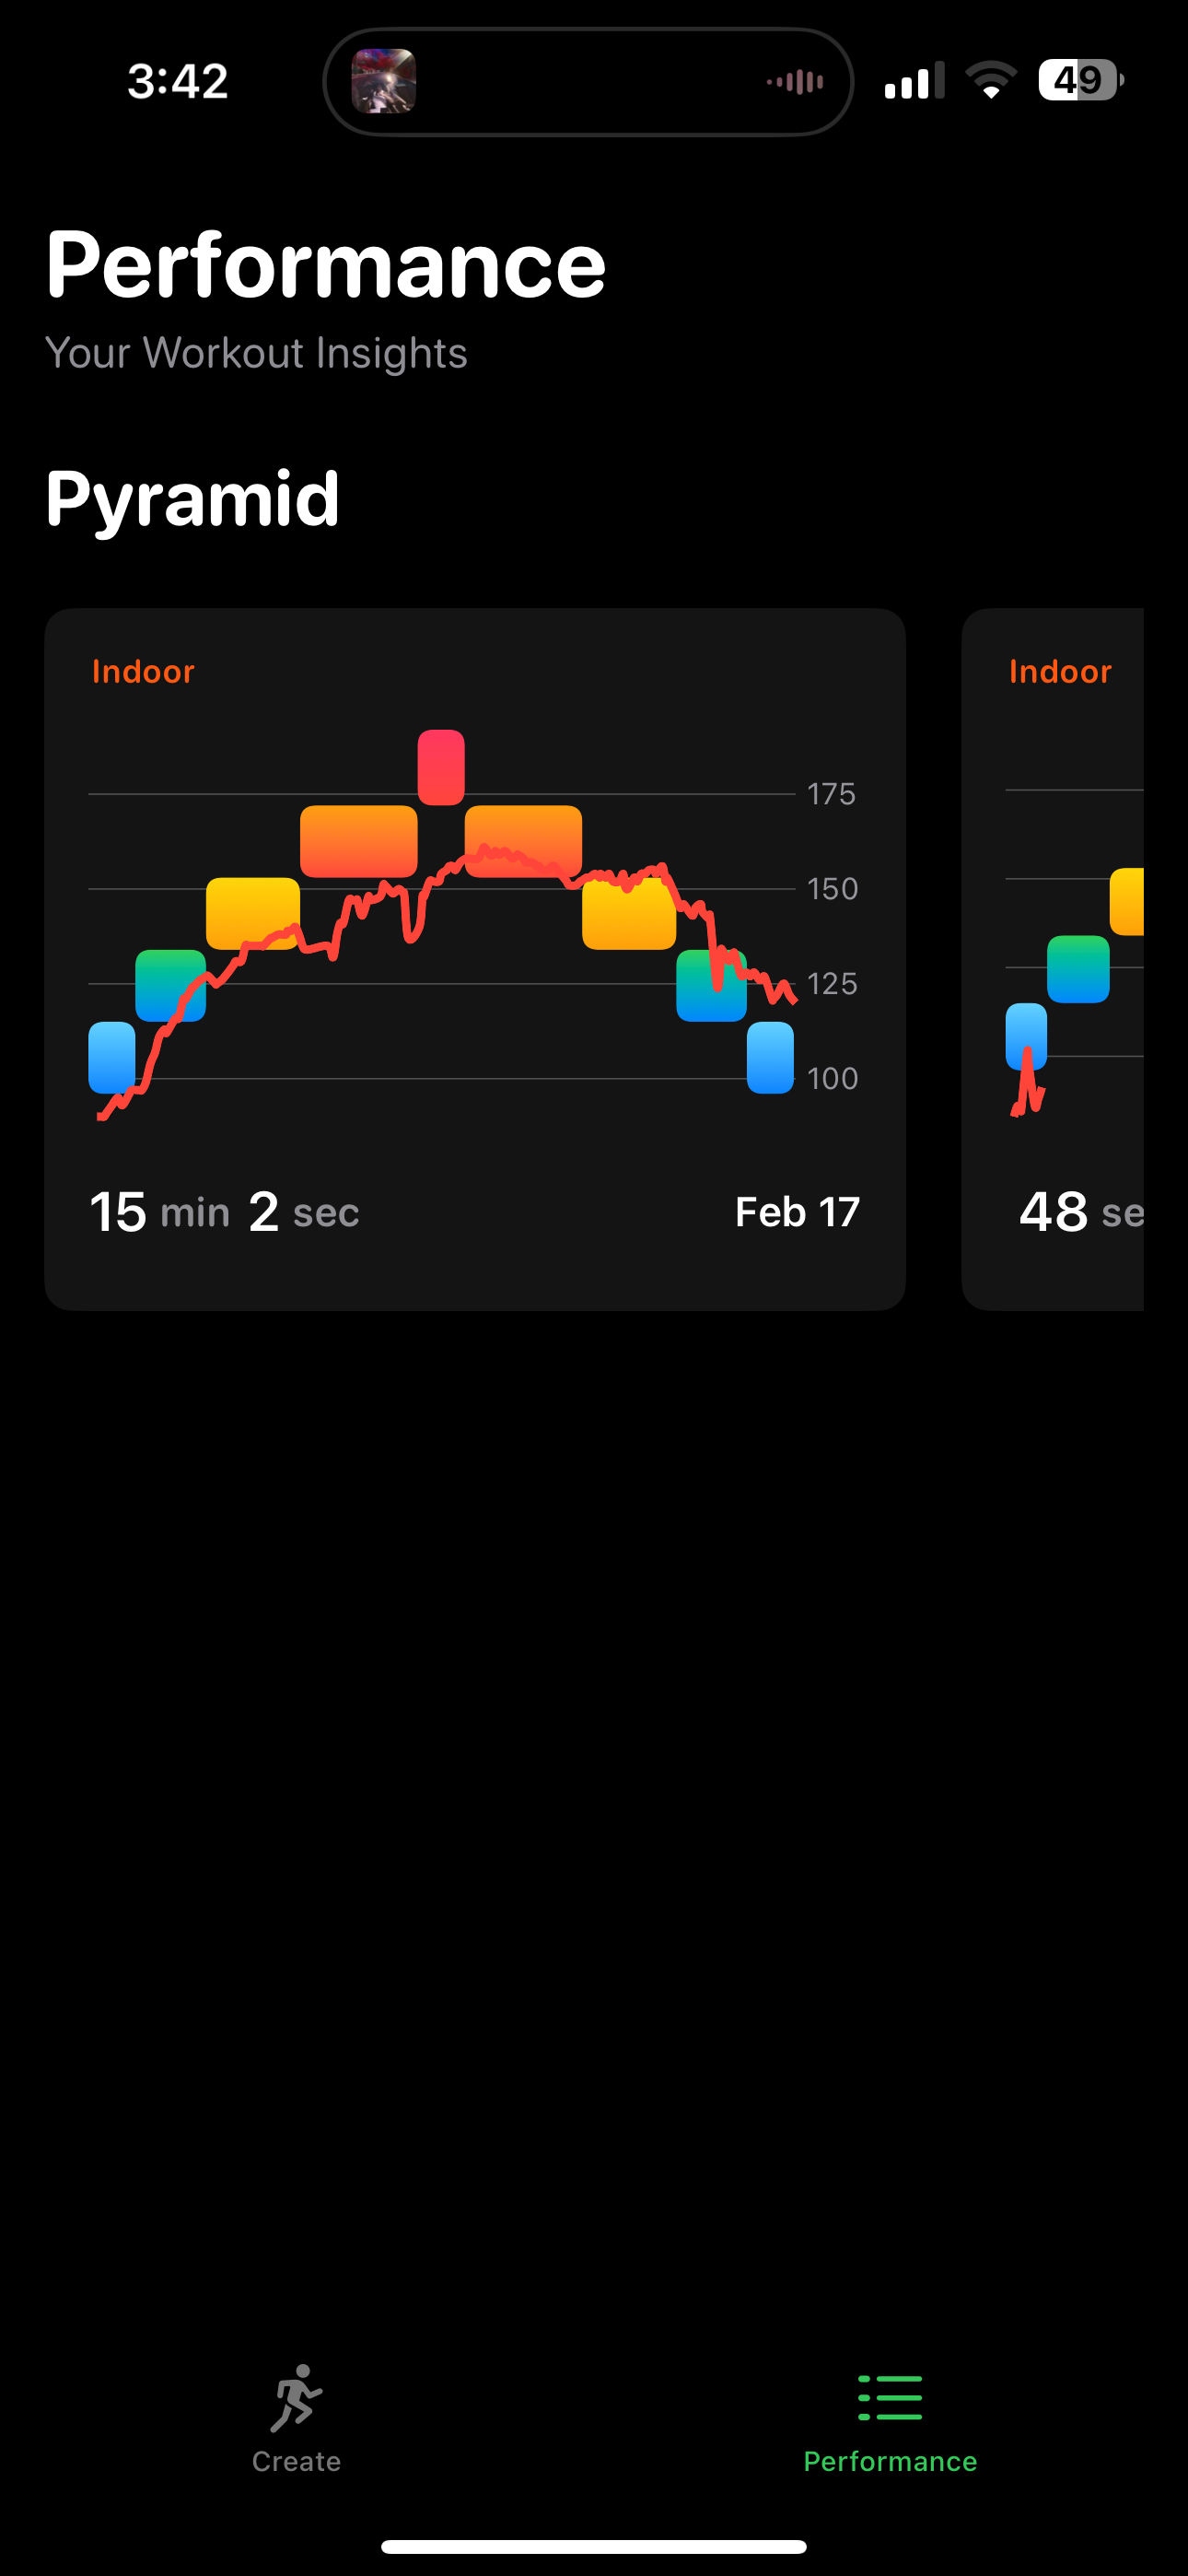 3:42
49
Performance
Your Workout Insights
Pyramid
Indoor
175
150
125
100
15 min 2 sec
Feb 17
Indoor
48 se
Create
Performance